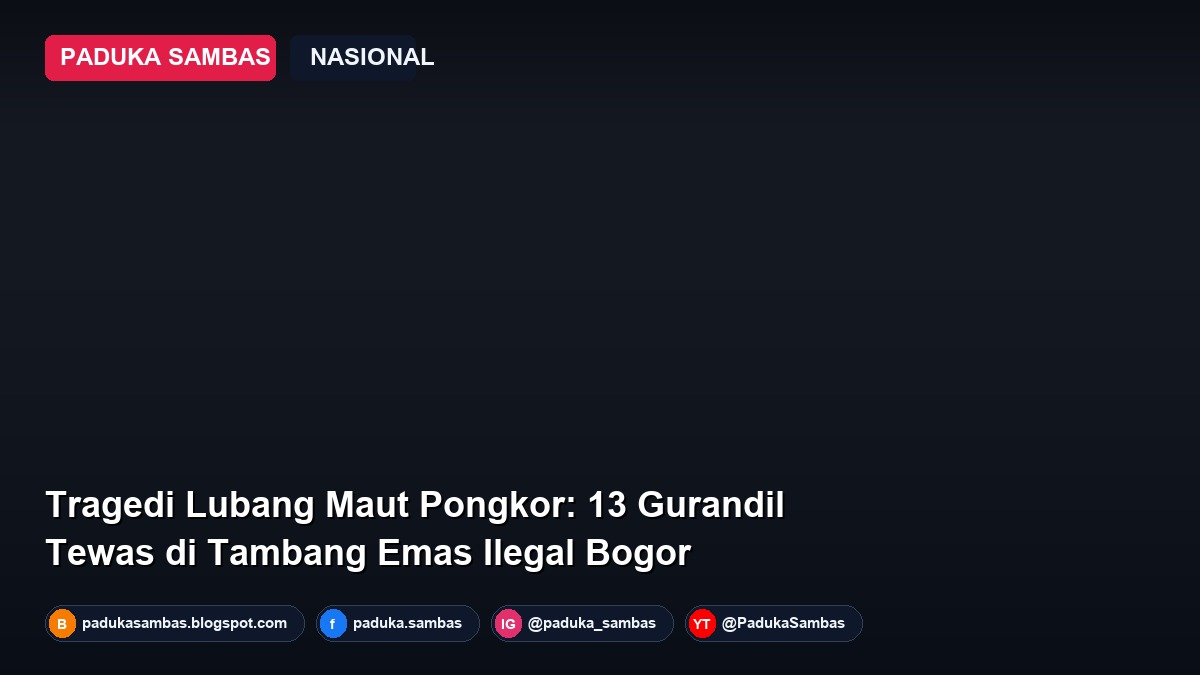 PADUKA SAMBAS NASIONAL
Tragedi Lubang Maut Pongkor: 13 Gurandil
Tewas di Tambang Emas Ilegal Bogor
B padukasambas.blogspot.com f paduka.sambas IG @paduka_sambas YT @PadukaSambas